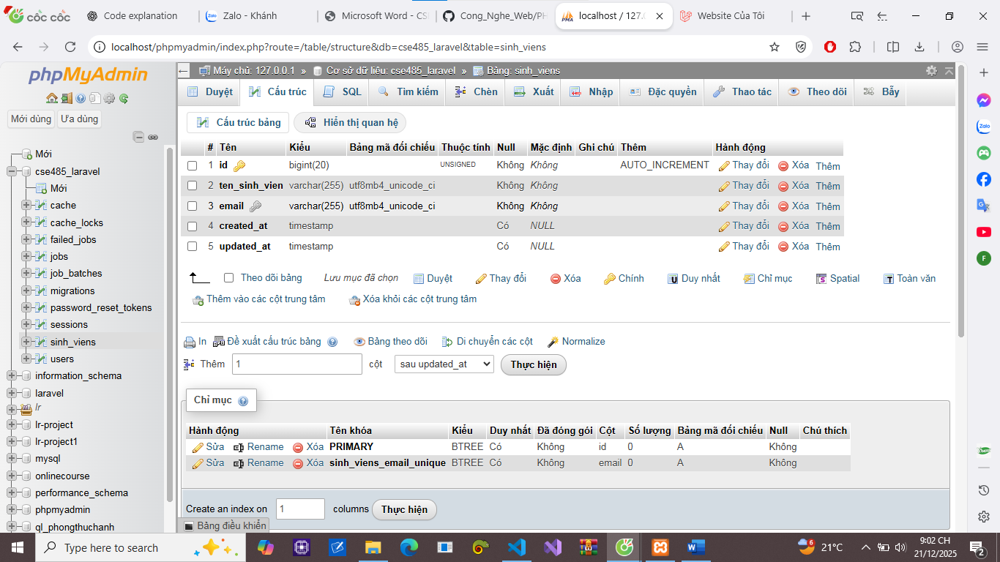 cốc cốc
Code explanation
Zalo - Khánh
Microsoft Word - CS
Cong_Nghe_Web/PH
localhost / 127.0
Website Của Tôi
localhost/phpmyadmin/index.php?route=/table/structure&db=cse485_laravel&table=sinh_viens
phpMyAdmin
Mới dùng Ưa dùng
Mới
cse485_laravel
Mới
cache
cache_locks
failed_jobs
jobs
job_batches
migrations
password_reset_tokens
sessions
sinh_viens
users
information_schema
laravel
lr
lr-project
lr-project1
mysql
onlinecourse
performance_schema
phpmyadmin
ql_phongthuchanh
Máy chủ: 127.0.0.1 » Cơ sở dữ liệu: cse485_laravel » Bảng: sinh_viens
Duyệt Cấu trúc SQL Tìm kiếm Chèn Xuất Nhập Đặc quyền Thao tác Theo dõi Bẫy
Cấu trúc bảng Hiển thị quan hệ
# Tên Kiểu Bảng mã đối chiếu Thuộc tính Null Mặc định Ghi chú Thêm Hành động
1 id bigint(20) UNSIGNED Không Không AUTO_INCREMENT Thay đổi Xóa Thêm
2 ten_sinh_vien varchar(255) utf8mb4_unicode_ci Không Không Thay đổi Xóa Thêm
3 email varchar(255) utf8mb4_unicode_ci Không Không Thay đổi Xóa Thêm
4 created_at timestamp Có NULL Thay đổi Xóa Thêm
5 updated_at timestamp Có NULL Thay đổi Xóa Thêm
Theo dõi bảng Lưu mục đã chọn Duyệt Thay đổi Xóa Chính Duy nhất Chỉ mục Spatial Toàn văn
Thêm vào các cột trung tâm Xóa khỏi các cột trung tâm
In Đề xuất cấu trúc bảng Bảng theo dõi Di chuyển các cột Normalize
Thêm 1 cột sau updated_at Thực hiện
Chỉ mục
Hành động Tên khóa Kiểu Duy nhất Đã đóng gói Cột Số lượng Bảng mã đối chiếu Null Chú thích
Sửa Rename Xóa PRIMARY BTREE Có Không id 0 A Không
Sửa Rename Xóa sinh_viens_email_unique BTREE Có Không email 0 A Không
Create an index on 1 columns Thực hiện
Bảng điều khiển
Type here to search
6 21°C
9:02 CH
21/12/2025
2